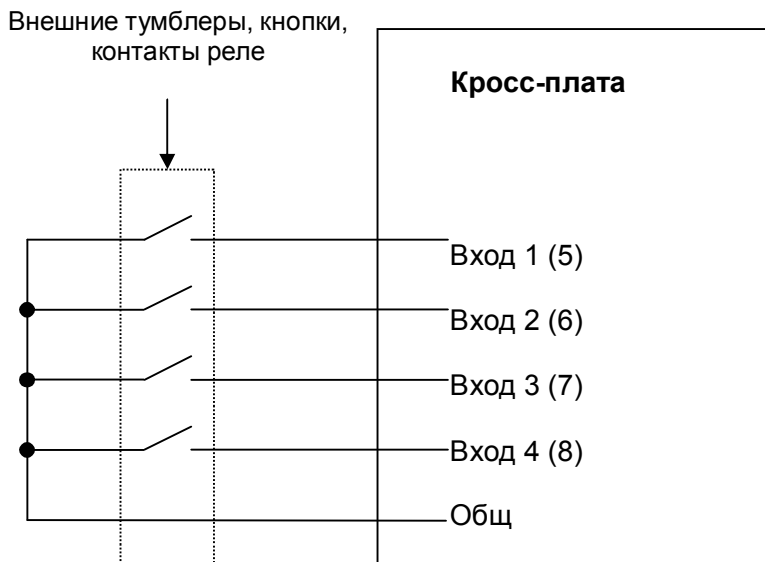 Внешние тумблеры, кнопки,
контакты реле
Кросс-плата
Вход 1 (5)
Вход 2 (6)
Вход 3 (7)
Вход 4 (8)
Общ